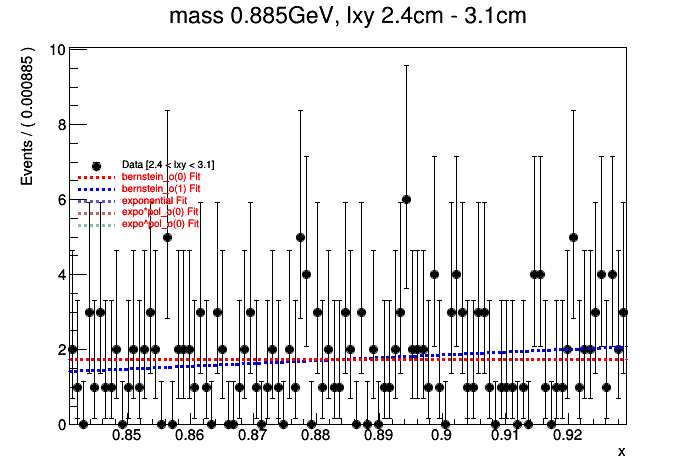 mass 0.885GeV, lxy 2.4cm - 3.1cm
Events / ( 0.000885 )
10
8
6
4
2
0
Data [2.4 < lxy < 3.1]
bernstein_o(0) Fit
bernstein_o(1) Fit
exponential Fit
expo*pol_o(0) Fit
expo^pol_o(0) Fit
0.85 0.86 0.87 0.88 0.89 0.9 0.91 0.92
x